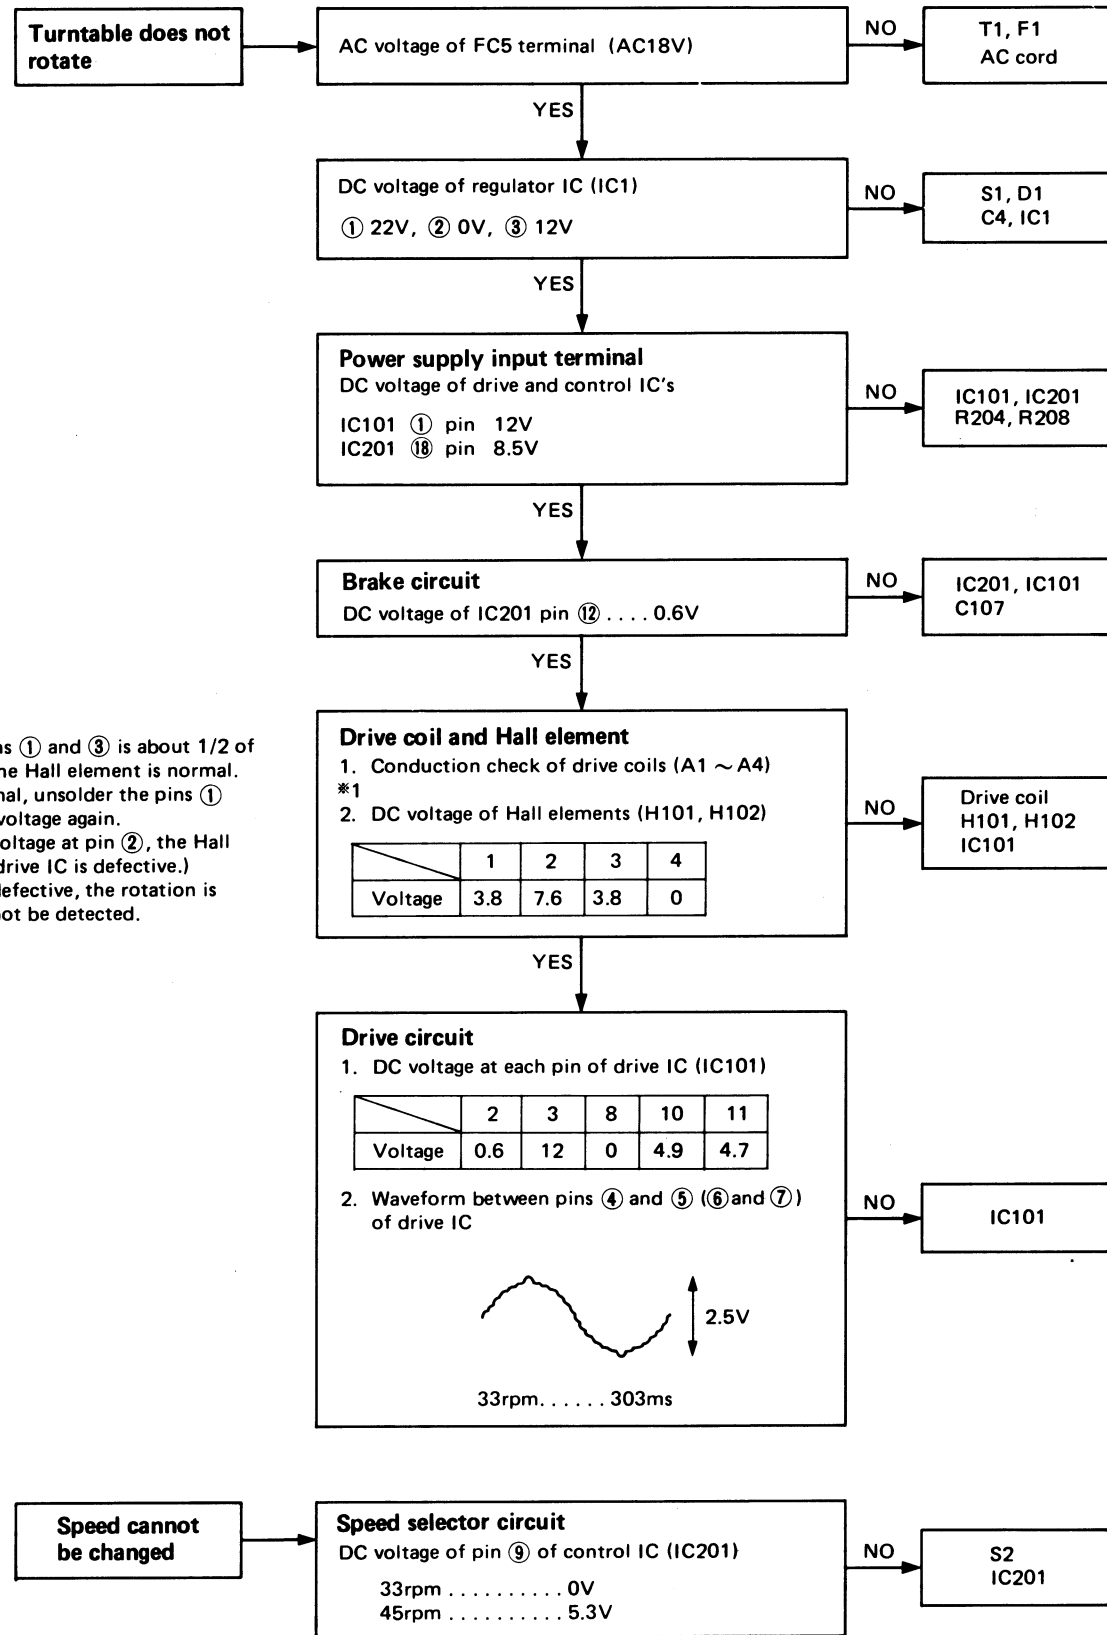 Turntable does not
rotate
AC voltage of FC5 terminal (AC18V)
NO
T1, F1
AC cord
YES
DC voltage of regulator IC (IC1)
① 22V, ② 0V, ③ 12V
NO
S1, D1
C4, IC1
YES
Power supply input terminal
DC voltage of drive and control IC's
IC101 ① pin 12V
IC201 ⑱ pin 8.5V
NO
IC101, IC201
R204, R208
YES
Brake circuit
DC voltage of IC201 pin ⑫ . . . . 0.6V
NO
IC201, IC101
C107
YES
ns ① and ③ is about 1/2 of
he Hall element is normal.
nal, unsolder the pins ①
voltage again.
oltage at pin ②, the Hall
drive IC is defective.)
defective, the rotation is
not be detected.
Drive coil and Hall element
1. Conduction check of drive coils (A1 ~ A4)
※1
2. DC voltage of Hall elements (H101, H102)
1 2 3 4
Voltage 3.8 7.6 3.8 0
NO
Drive coil
H101, H102
IC101
YES
Drive circuit
1. DC voltage at each pin of drive IC (IC101)
2 3 8 10 11
Voltage 0.6 12 0 4.9 4.7
2. Waveform between pins ④ and ⑤ (⑥ and ⑦)
of drive IC
2.5V
33rpm. . . . . . 303ms
NO
IC101
Speed cannot
be changed
Speed selector circuit
DC voltage of pin ⑨ of control IC (IC201)
33rpm . . . . . . . . . . 0V
45rpm . . . . . . . . . . 5.3V
NO
S2
IC201